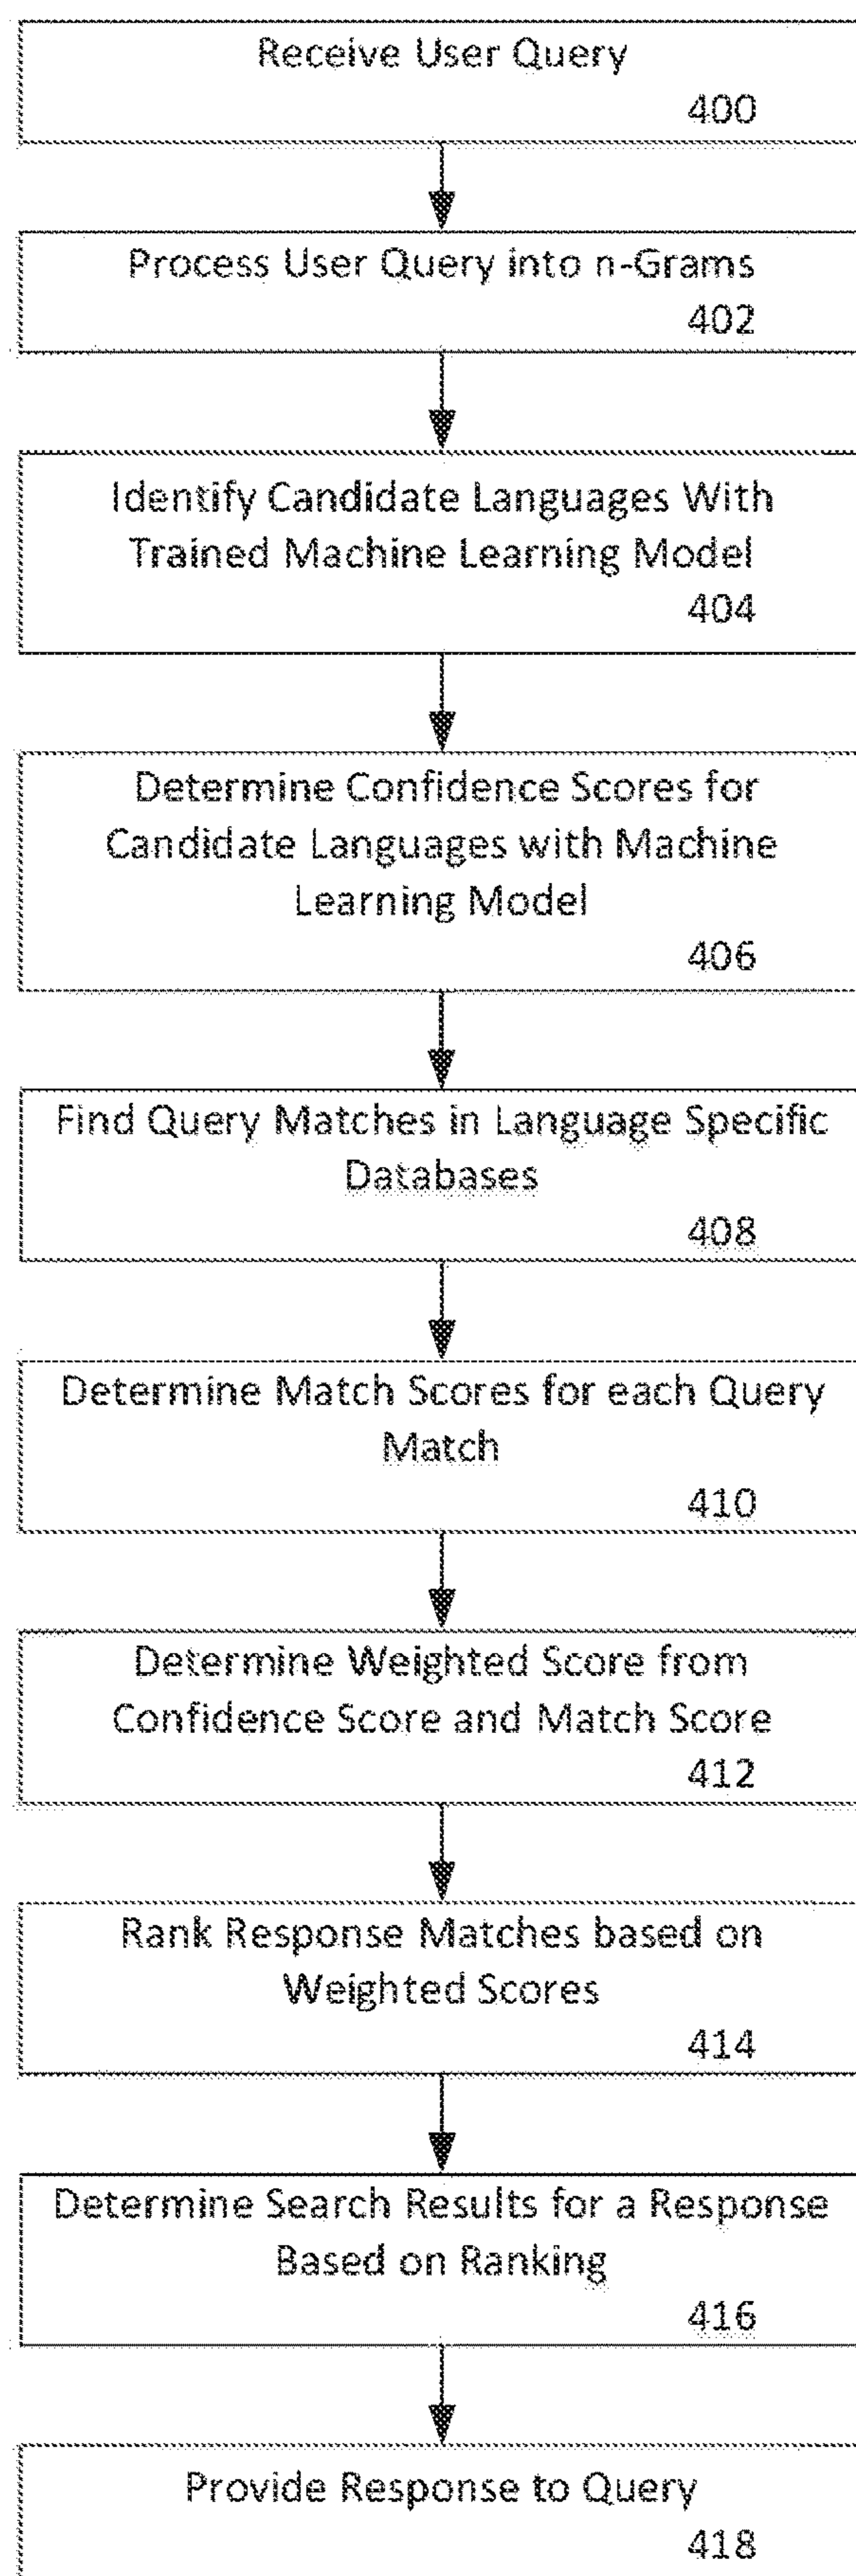 Receive User Query
400
Process User Query into n-Grams
402
Identify Candidate Languages With
Trained Machine Learning Model
404
Determine Confidence Scores for
Candidate Languages with Machine
Learning Model
406
Find Query Matches in Language Specific
Databases
408
Determine Match Scores for each Query
Match
410
Determine Weighted Score from
Confidence Score and Match Score
412
Rank Response Matches based on
Weighted Scores
414
Determine Search Results for a Response
Based on Ranking
416
Provide Response to Query
418